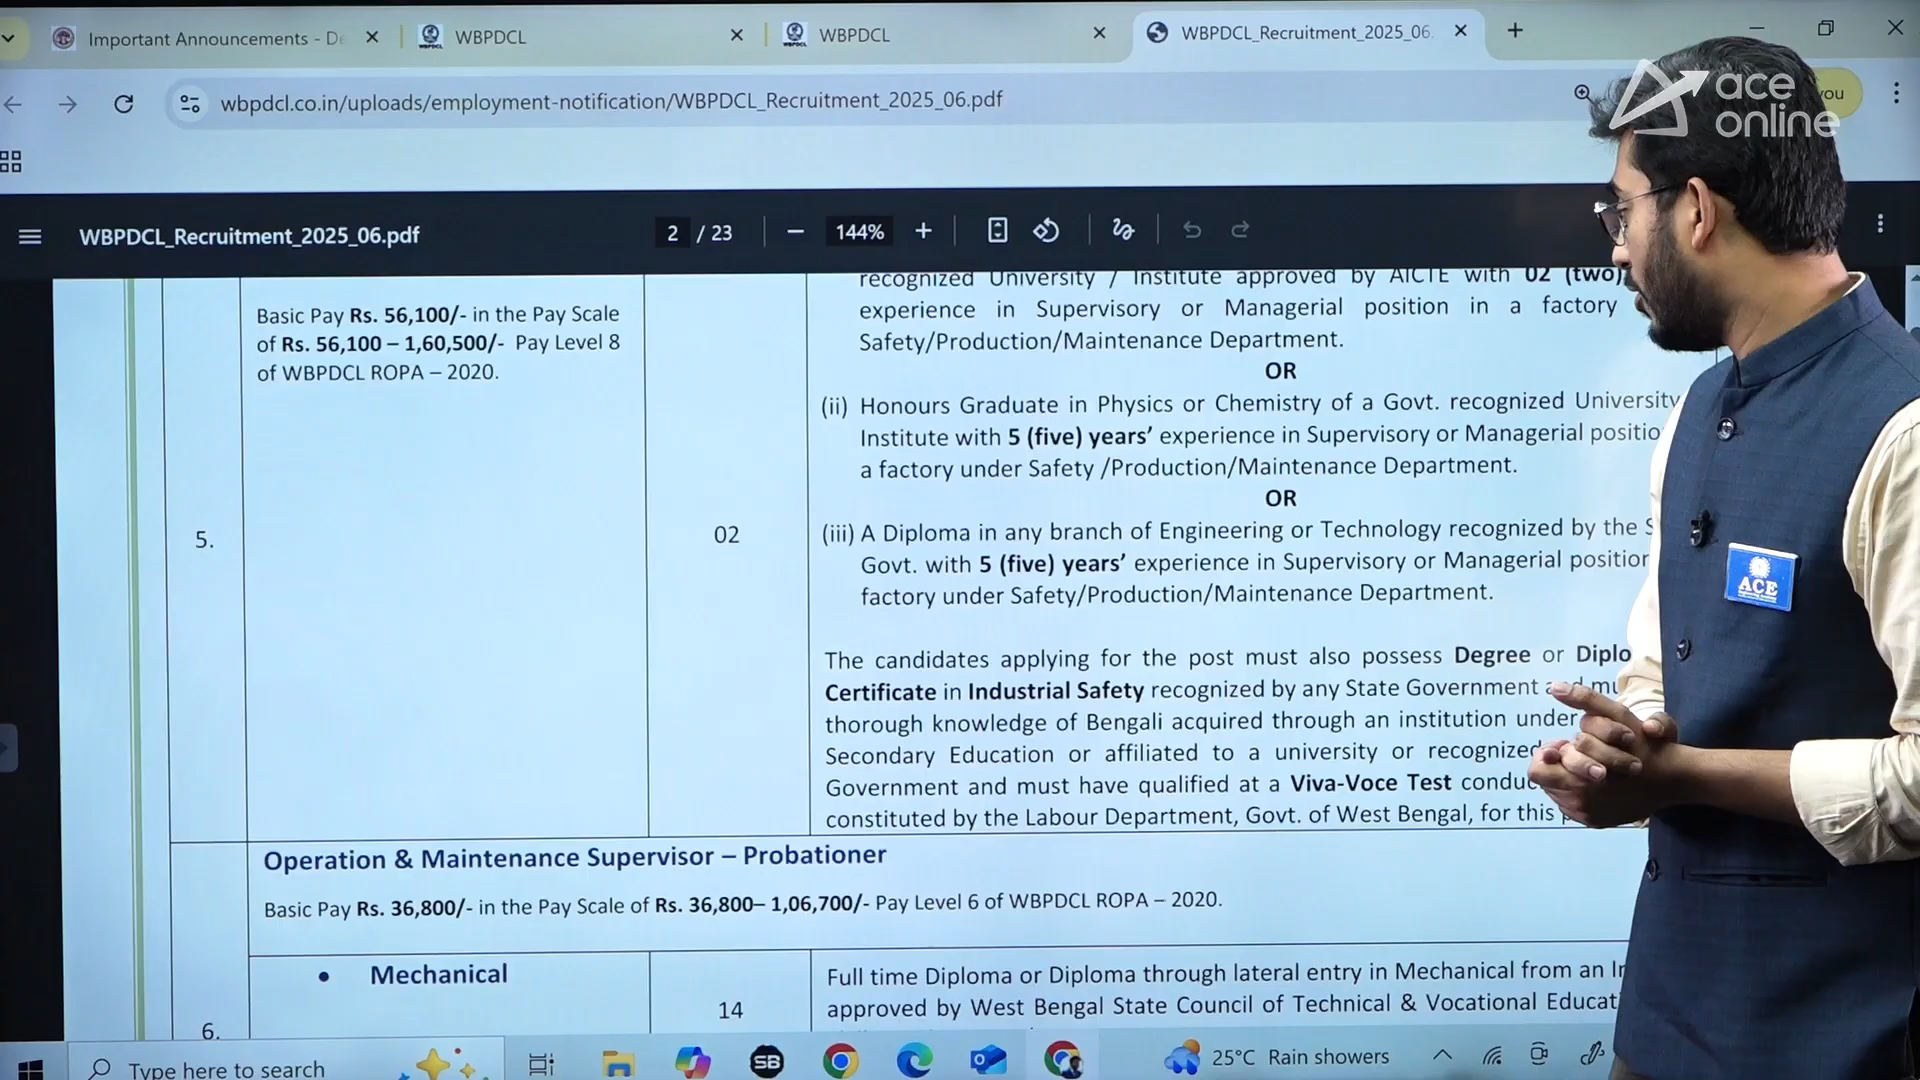 Important Announcements - De
WBPDCL
WBPDCL
WBPDCL_Recruitment_2025_06.
wbpdcl.co.in/uploads/employment-notification/WBPDCL_Recruitment_2025_06.pdf
you
ace
online
WBPDCL_Recruitment_2025_06.pdf
2 / 23
144%
recognized University / Institute approved by AICTE with 02 (two)
experience in Supervisory or Managerial position in a factory
Safety/Production/Maintenance Department.
OR
(ii) Honours Graduate in Physics or Chemistry of a Govt. recognized University
Institute with 5 (five) years' experience in Supervisory or Managerial positio
a factory under Safety /Production/Maintenance Department.
OR
(iii) A Diploma in any branch of Engineering or Technology recognized by the S
Govt. with 5 (five) years' experience in Supervisory or Managerial position
factory under Safety/Production/Maintenance Department.
The candidates applying for the post must also possess Degree or Diplo
Certificate in Industrial Safety recognized by any State Government and mu
thorough knowledge of Bengali acquired through an institution under
Secondary Education or affiliated to a university or recognized
Government and must have qualified at a Viva-Voce Test conduc
constituted by the Labour Department, Govt. of West Bengal, for this
Basic Pay Rs. 56,100/- in the Pay Scale
of Rs. 56,100 – 1,60,500/- Pay Level 8
of WBPDCL ROPA – 2020.
5.
02
ACE
Operation & Maintenance Supervisor – Probationer
Basic Pay Rs. 36,800/- in the Pay Scale of Rs. 36,800– 1,06,700/- Pay Level 6 of WBPDCL ROPA – 2020.
6.
• Mechanical
14
Full time Diploma or Diploma through lateral entry in Mechanical from an In
approved by West Bengal State Council of Technical & Vocational Educati
Type here to search
SB
25°C Rain showers